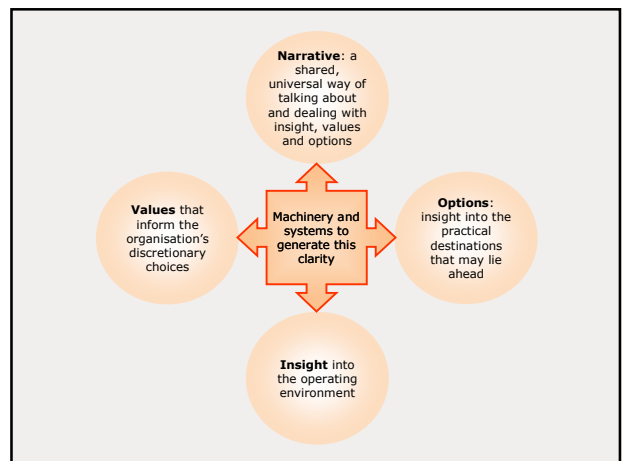 Narrative: a
shared,
universal way of
talking about
and dealing with
insight, values
and options
Values that
inform the
organisation's
discretionary
choices
Machinery and
systems to
generate this
clarity
Options:
insight into the
practical
destinations
that may lie
ahead
Insight into
the operating
environment